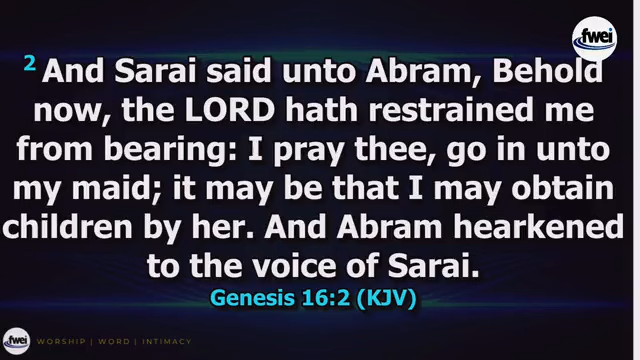 fwei
2 And Sarai said unto Abram, Behold
now, the LORD hath restrained me
from bearing: I pray thee, go in unto
my maid; it may be that I may obtain
children by her. And Abram hearkened
to the voice of Sarai.
Genesis 16:2 (KJV)
fwei WORSHIP | WORD | INTIMACY